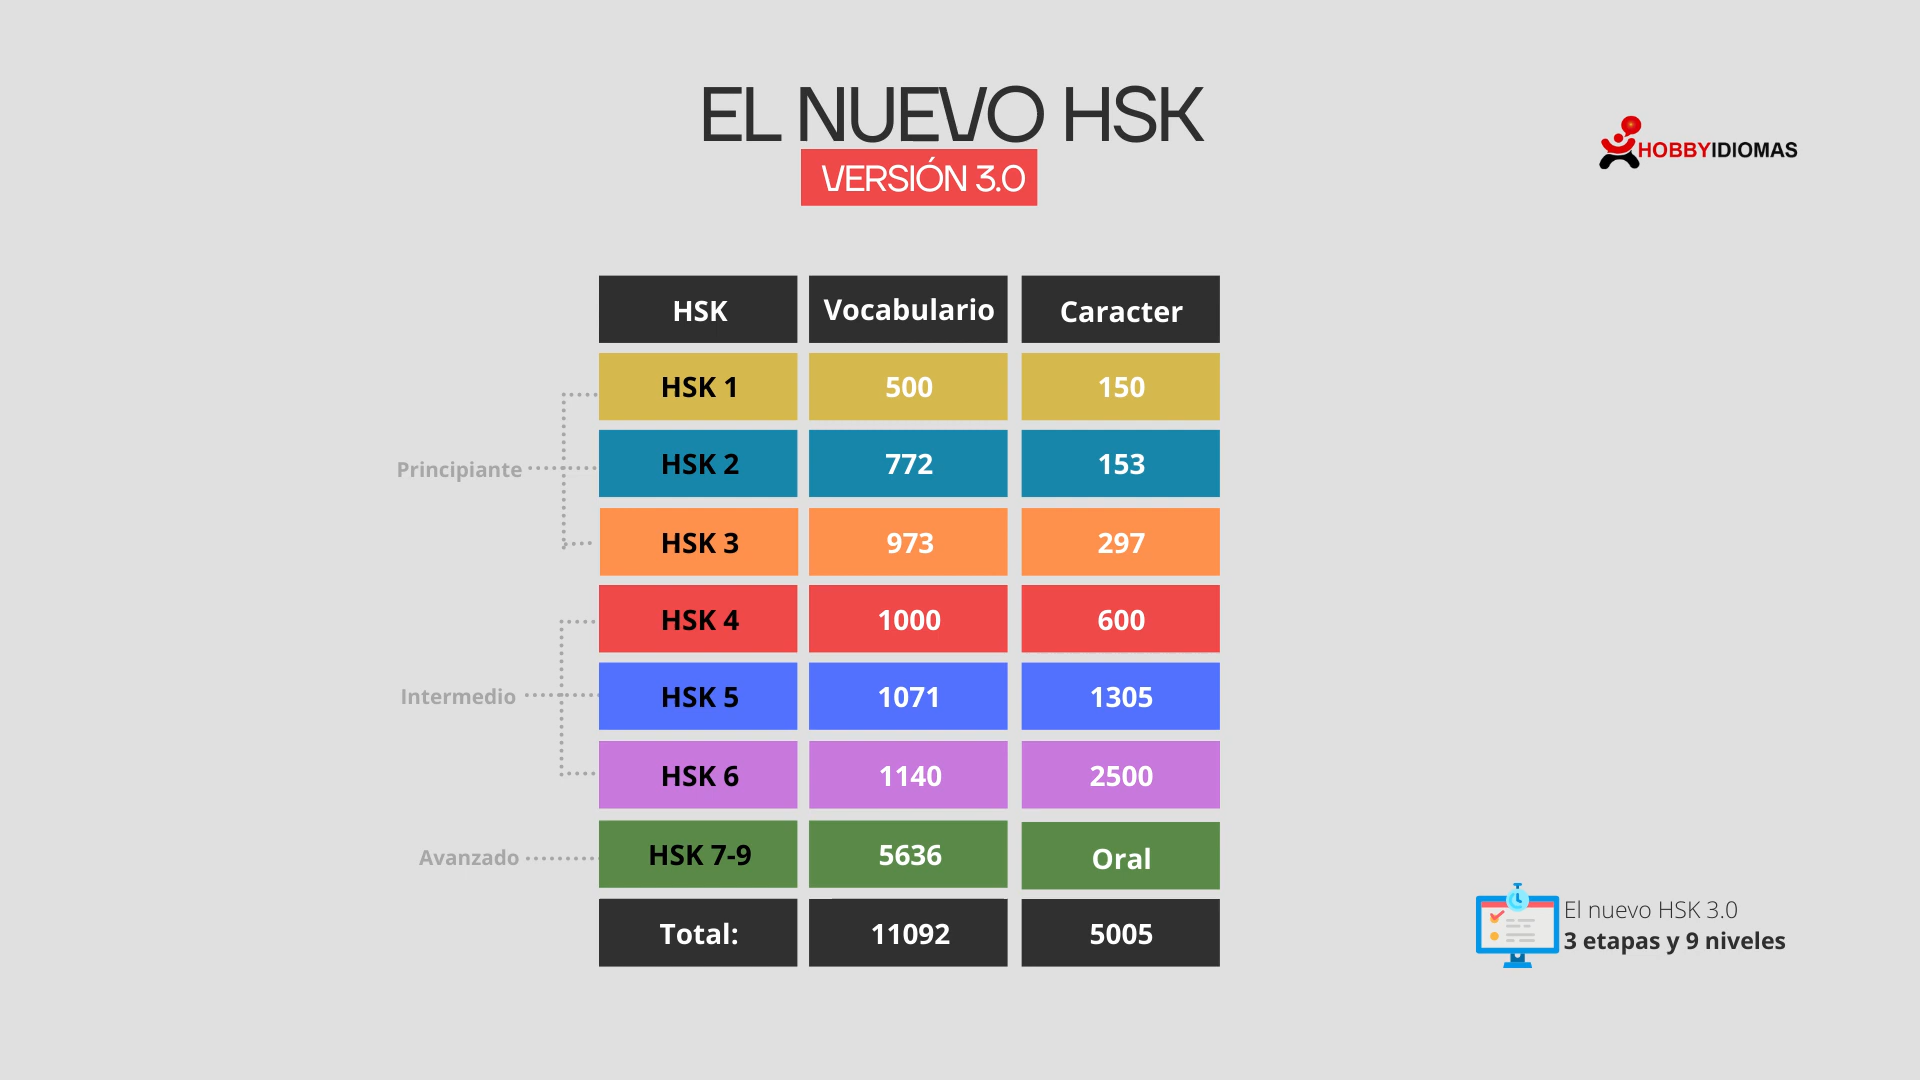 EL NUEVO HSK
VERSIÓN 3.0
HOBBYIDIOMAS
HSK Vocabulario Caracter
HSK 1 500 150
Principiante HSK 2 772 153
HSK 3 973 297
HSK 4 1000 600
Intermedio HSK 5 1071 1305
HSK 6 1140 2500
Avanzado HSK 7-9 5636 Oral
Total: 11092 5005
El nuevo HSK 3.0
3 etapas y 9 niveles